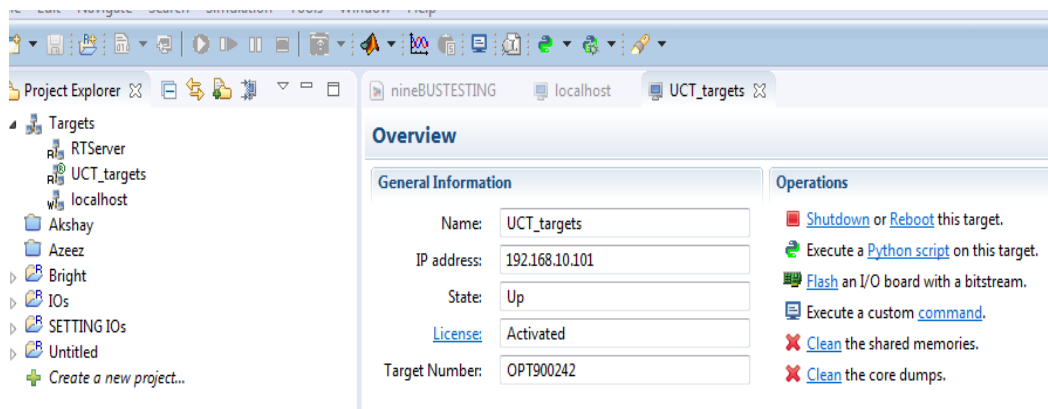 Project Explorer
Targets
RTServer
UCT_targets
localhost
Akshay
Azeez
Bright
IOs
SETTING IOs
Untitled
Create a new project...
nineBUSTESTING
localhost
UCT_targets
Overview
General Information
Name: UCT_targets
IP address: 192.168.10.101
State: Up
License: Activated
Target Number: OPT900242
Operations
Shutdown or Reboot this target.
Execute a Python script on this target.
Flash an I/O board with a bitstream.
Execute a custom command.
Clean the shared memories.
Clean the core dumps.